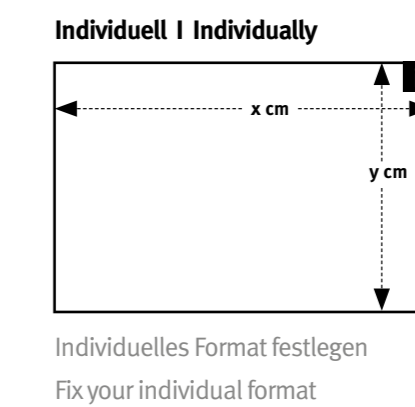 Individuell I Individually
x cm
y cm
Individuelles Format festlegen
Fix your individual format